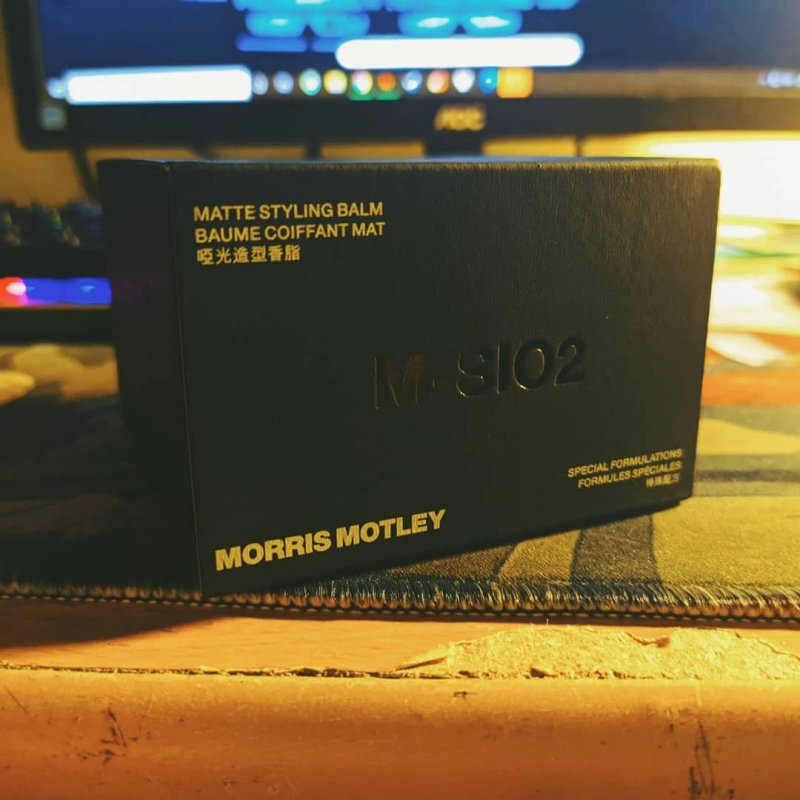 MATTE STYLING BALM
BAUME COIFFANT MAT
啞光造型香脂
M·SIO2
SPECIAL FORMULATIONS
FORMULES SPÉCIALES
特殊配方
MORRIS MOTLEY
AOC